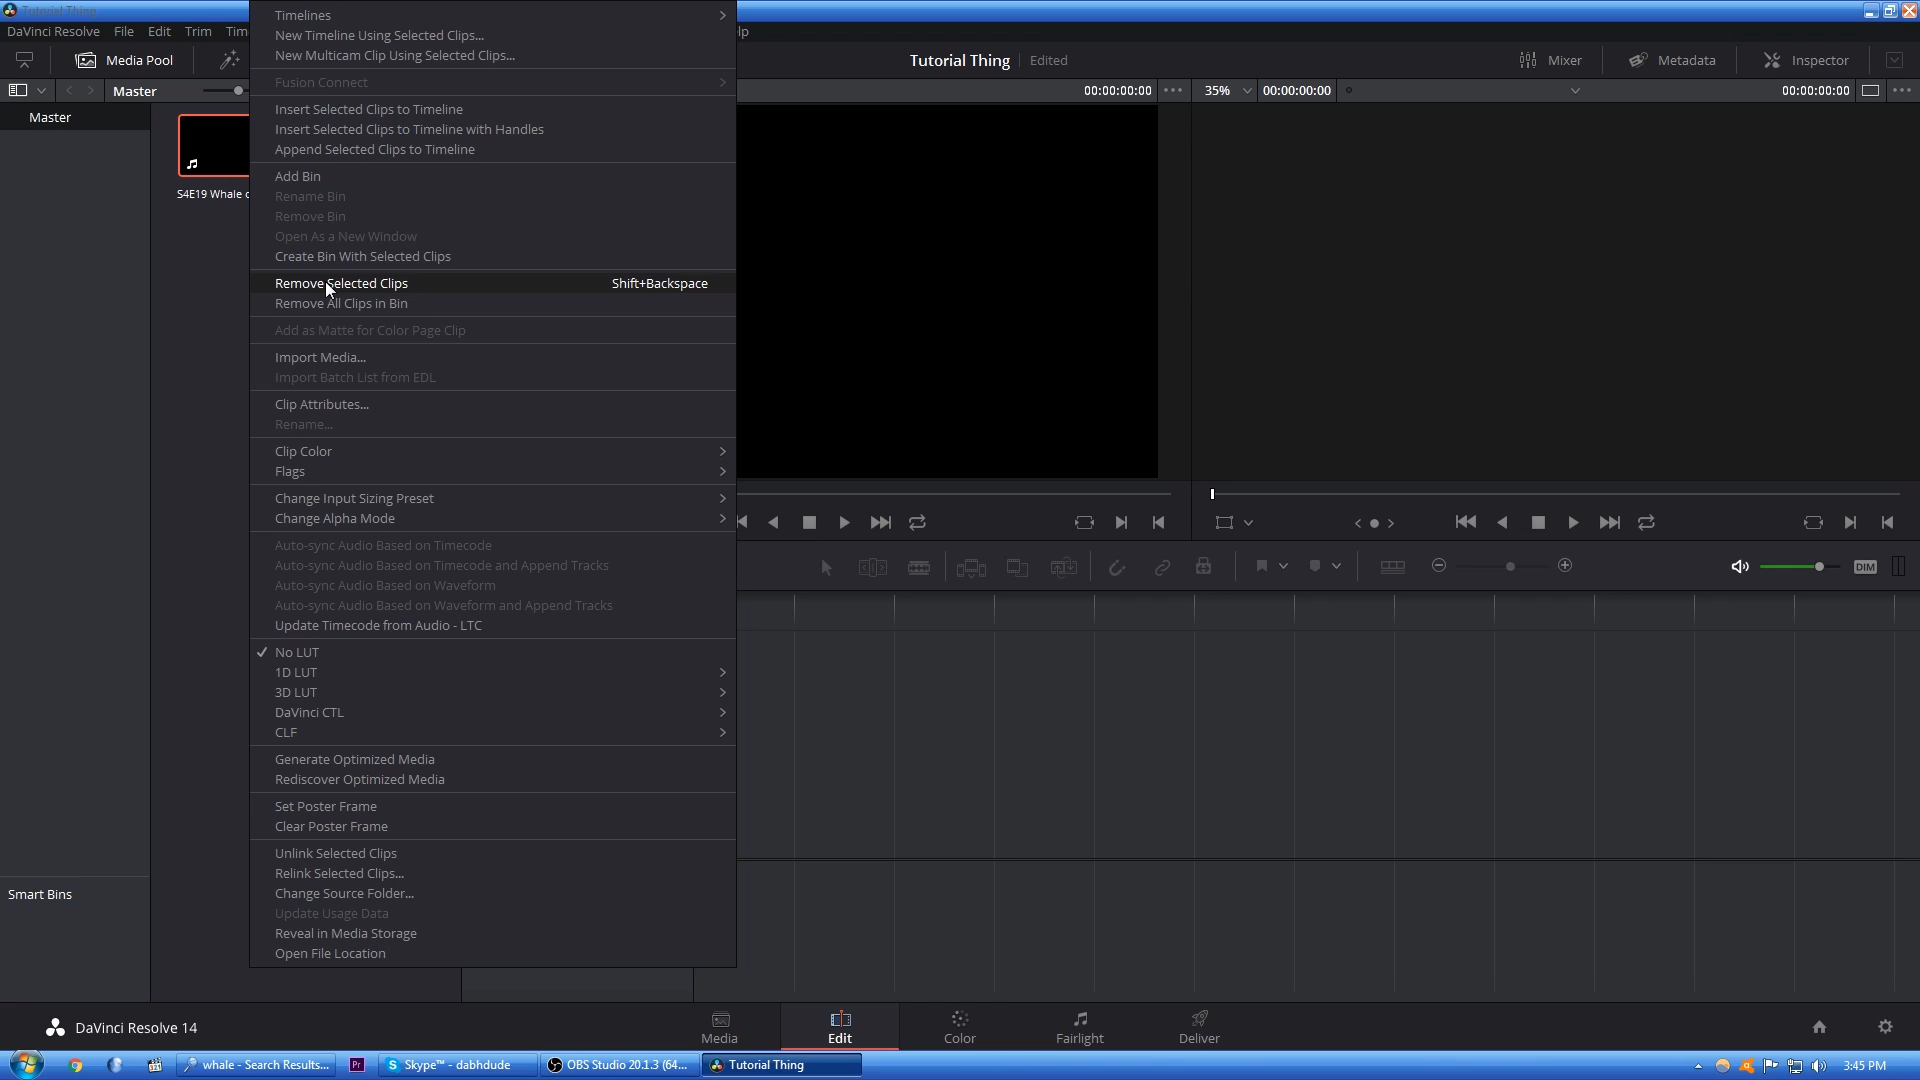 Tutorial Thing
DaVinci Resolve File Edit Trim Tim lp
Media Pool
Tutorial Thing Edited
Mixer Metadata Inspector
Master
00:00:00:00 35% 00:00:00:00 00:00:00:00
Master
S4E19 Whale
Timelines
New Timeline Using Selected Clips...
New Multicam Clip Using Selected Clips...
Fusion Connect
Insert Selected Clips to Timeline
Insert Selected Clips to Timeline with Handles
Append Selected Clips to Timeline
Add Bin
Rename Bin
Remove Bin
Open As a New Window
Create Bin With Selected Clips
Remove Selected Clips Shift+Backspace
Remove All Clips in Bin
Add as Matte for Color Page Clip
Import Media...
Import Batch List from EDL
Clip Attributes...
Rename...
Clip Color
Flags
Change Input Sizing Preset
Change Alpha Mode
Auto-sync Audio Based on Timecode
Auto-sync Audio Based on Timecode and Append Tracks
Auto-sync Audio Based on Waveform
Auto-sync Audio Based on Waveform and Append Tracks
Update Timecode from Audio - LTC
No LUT
1D LUT
3D LUT
DaVinci CTL
CLF
Generate Optimized Media
Rediscover Optimized Media
Set Poster Frame
Clear Poster Frame
Unlink Selected Clips
Relink Selected Clips...
Change Source Folder...
Update Usage Data
Reveal in Media Storage
Open File Location
DIM
Smart Bins
DaVinci Resolve 14
Media Edit Color Fairlight Deliver
whale - Search Results...
Pr
Skype™ - dabhdude
OBS Studio 20.1.3 (64...
Tutorial Thing
3:45 PM